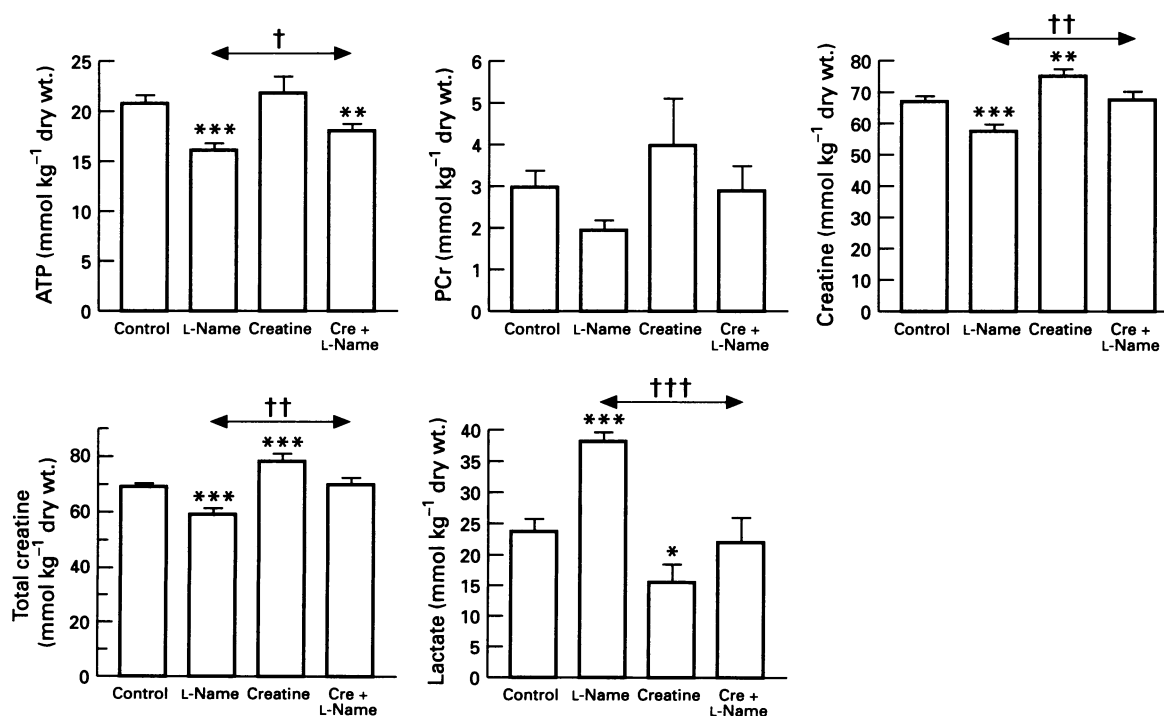 †
ATP (mmol kg⁻¹ dry wt.)
25
20
15
10
5
0
***
**
Control
L-Name
Creatine
Cre +
L-Name
PCr (mmol kg⁻¹ dry wt.)
6
5
4
3
2
1
0
Control
L-Name
Creatine
Cre +
L-Name
††
Creatine (mmol kg⁻¹ dry wt.)
80
70
60
50
40
30
20
10
0
***
**
Control
L-Name
Creatine
Cre +
L-Name
††
Total creatine
(mmol kg⁻¹ dry wt.)
80
60
40
20
0
***
***
Control
L-Name
Creatine
Cre +
L-Name
†††
Lactate (mmol kg⁻¹ dry wt.)
40
35
30
25
20
15
10
5
0
***
*
Control
L-Name
Creatine
Cre +
L-Name